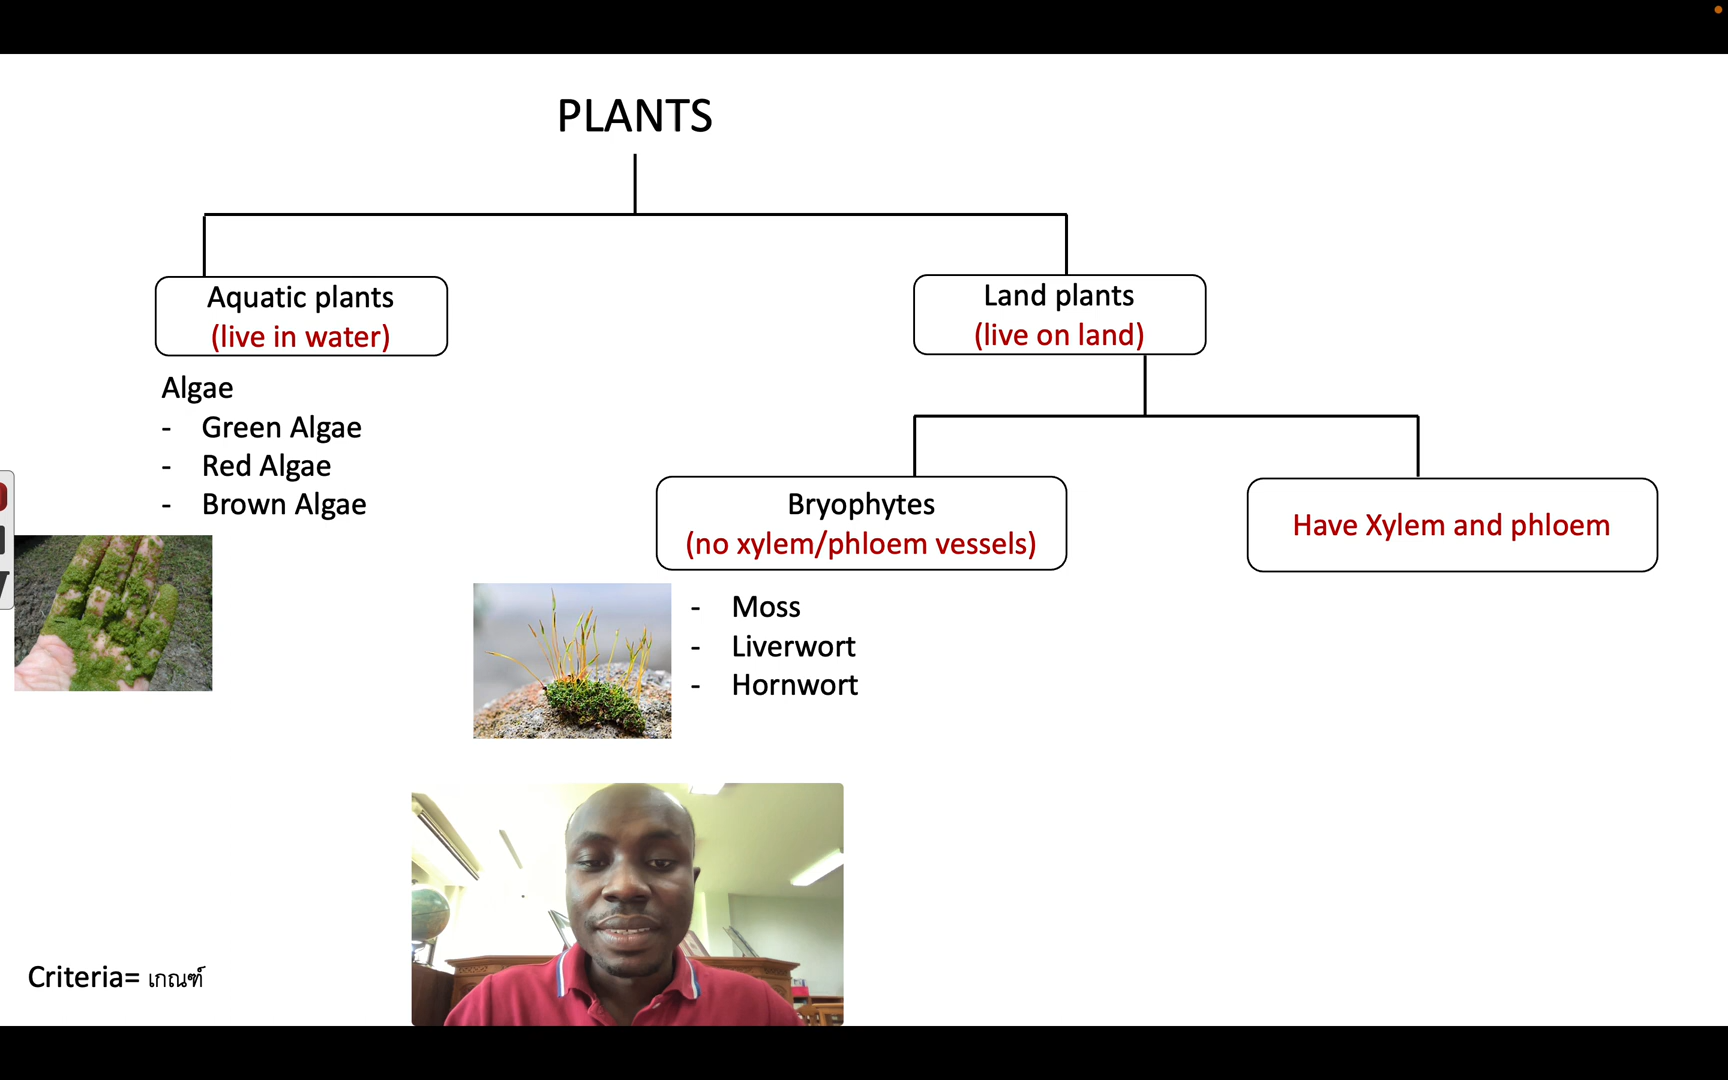 PLANTS
Aquatic plants
(live in water)
Land plants
(live on land)
Algae
- Green Algae
- Red Algae
- Brown Algae
Bryophytes
(no xylem/phloem vessels)
Have Xylem and phloem
- Moss
- Liverwort
- Hornwort
Criteria= เกณฑ์